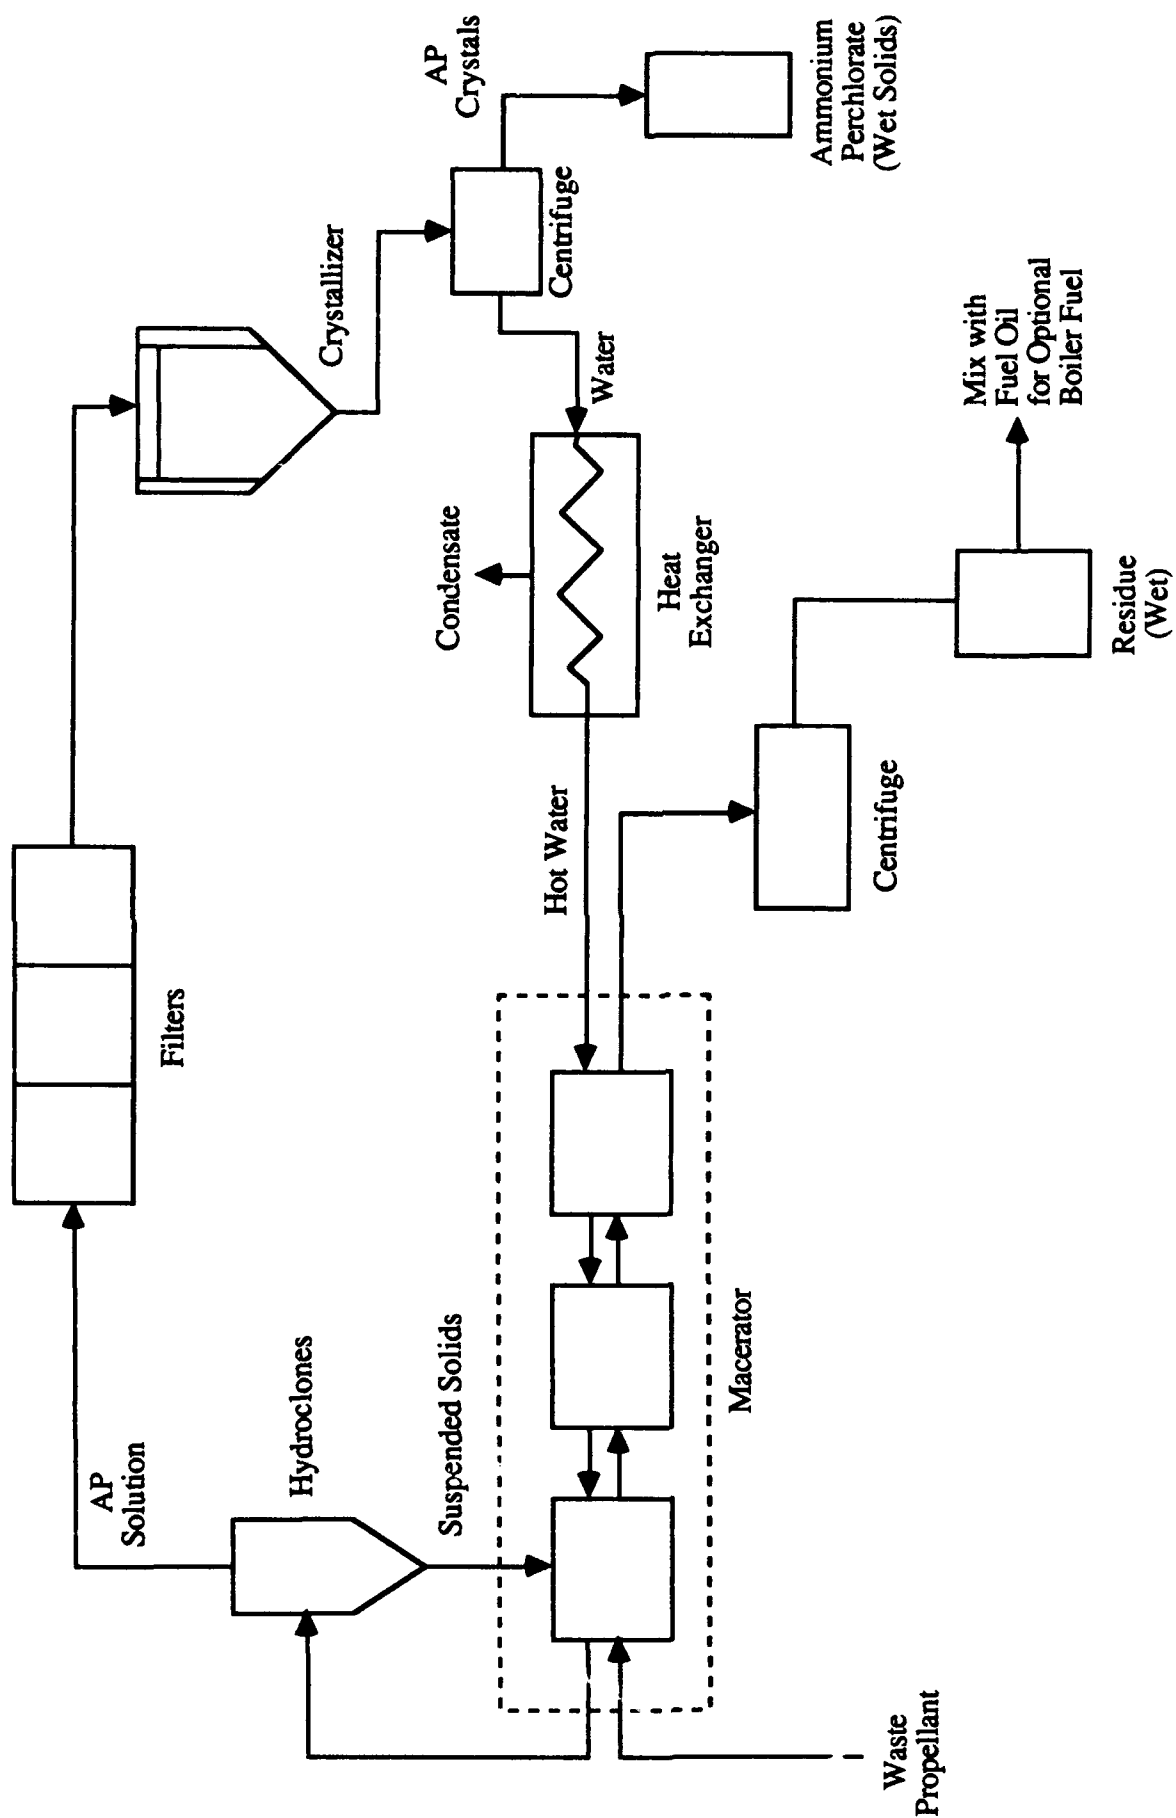 AP
Solution
Filters
Hydroclones
Crystallizer
AP
Crystals
Suspended Solids
Hot Water
Condensate
Water
Centrifuge
Heat
Exchanger
Ammonium
Perchlorate
(Wet Solids)
Macerator
Centrifuge
Waste
Propellant
Residue
(Wet)
Mix with
Fuel Oil
for Optional
Boiler Fuel